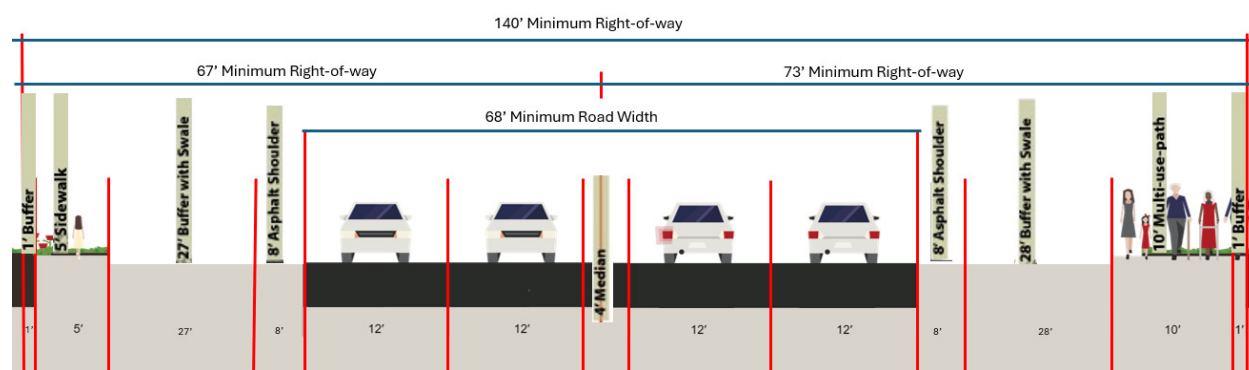 140’ Minimum Right-of-way
67’ Minimum Right-of-way
73’ Minimum Right-of-way
68’ Minimum Road Width
1’ Buffer
5’ Sidewalk
27’ Buffer with Swale
8’ Asphalt Shoulder
4’ Median
8’ Asphalt Shoulder
28’ Buffer with Swale
10’ Multi-use-path
1’ Buffer
1’
5’
27’
8’
12’
12’
12’
12’
8’
28’
10’
1’